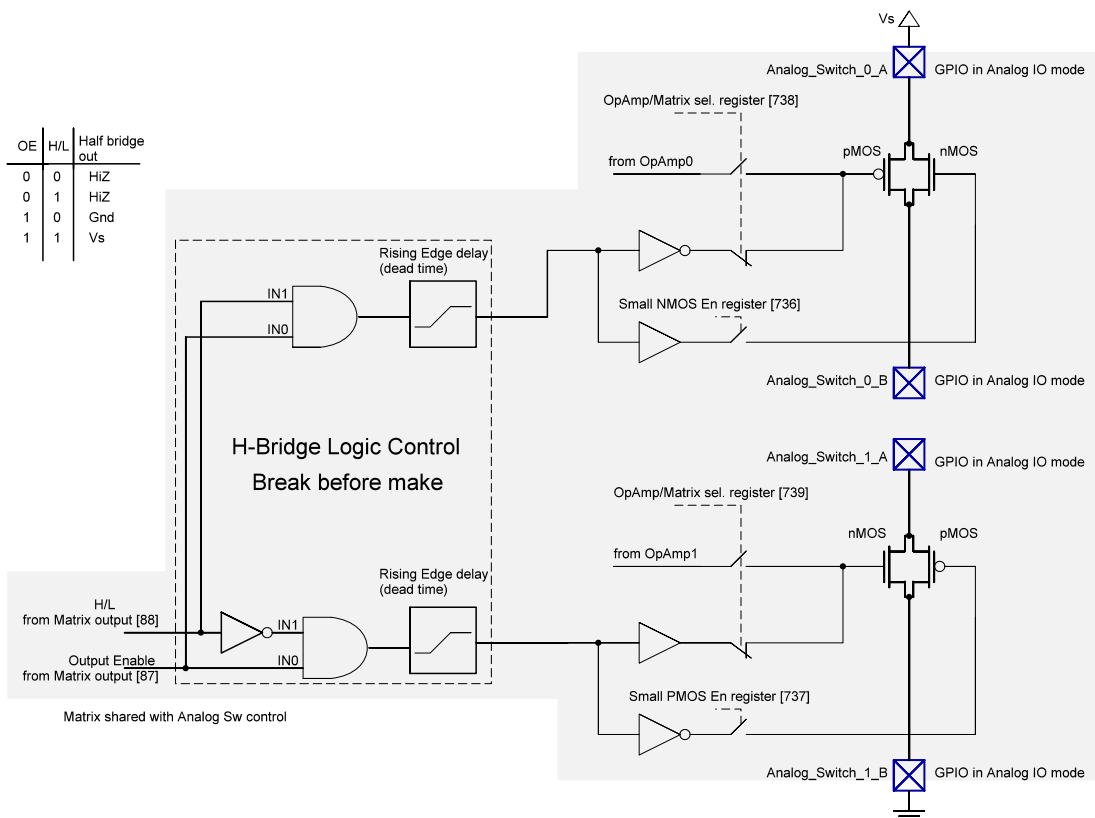 Vs
Analog_Switch_0_A
GPIO in Analog IO mode
OpAmp/Matrix sel. register [738]
OE H/L Half bridge
out
0 0 HiZ
0 1 HiZ
1 0 Gnd
1 1 Vs
from OpAmp0
pMOS
nMOS
Rising Edge delay
(dead time)
IN1
IN0
Small NMOS En register [736]
Analog_Switch_0_B
GPIO in Analog IO mode
H-Bridge Logic Control
Break before make
Analog_Switch_1_A
GPIO in Analog IO mode
OpAmp/Matrix sel. register [739]
from OpAmp1
nMOS
pMOS
Rising Edge delay
(dead time)
H/L
from Matrix output [88]
IN1
IN0
Output Enable
from Matrix output [87]
Small PMOS En register [737]
Matrix shared with Analog Sw control
Analog_Switch_1_B
GPIO in Analog IO mode